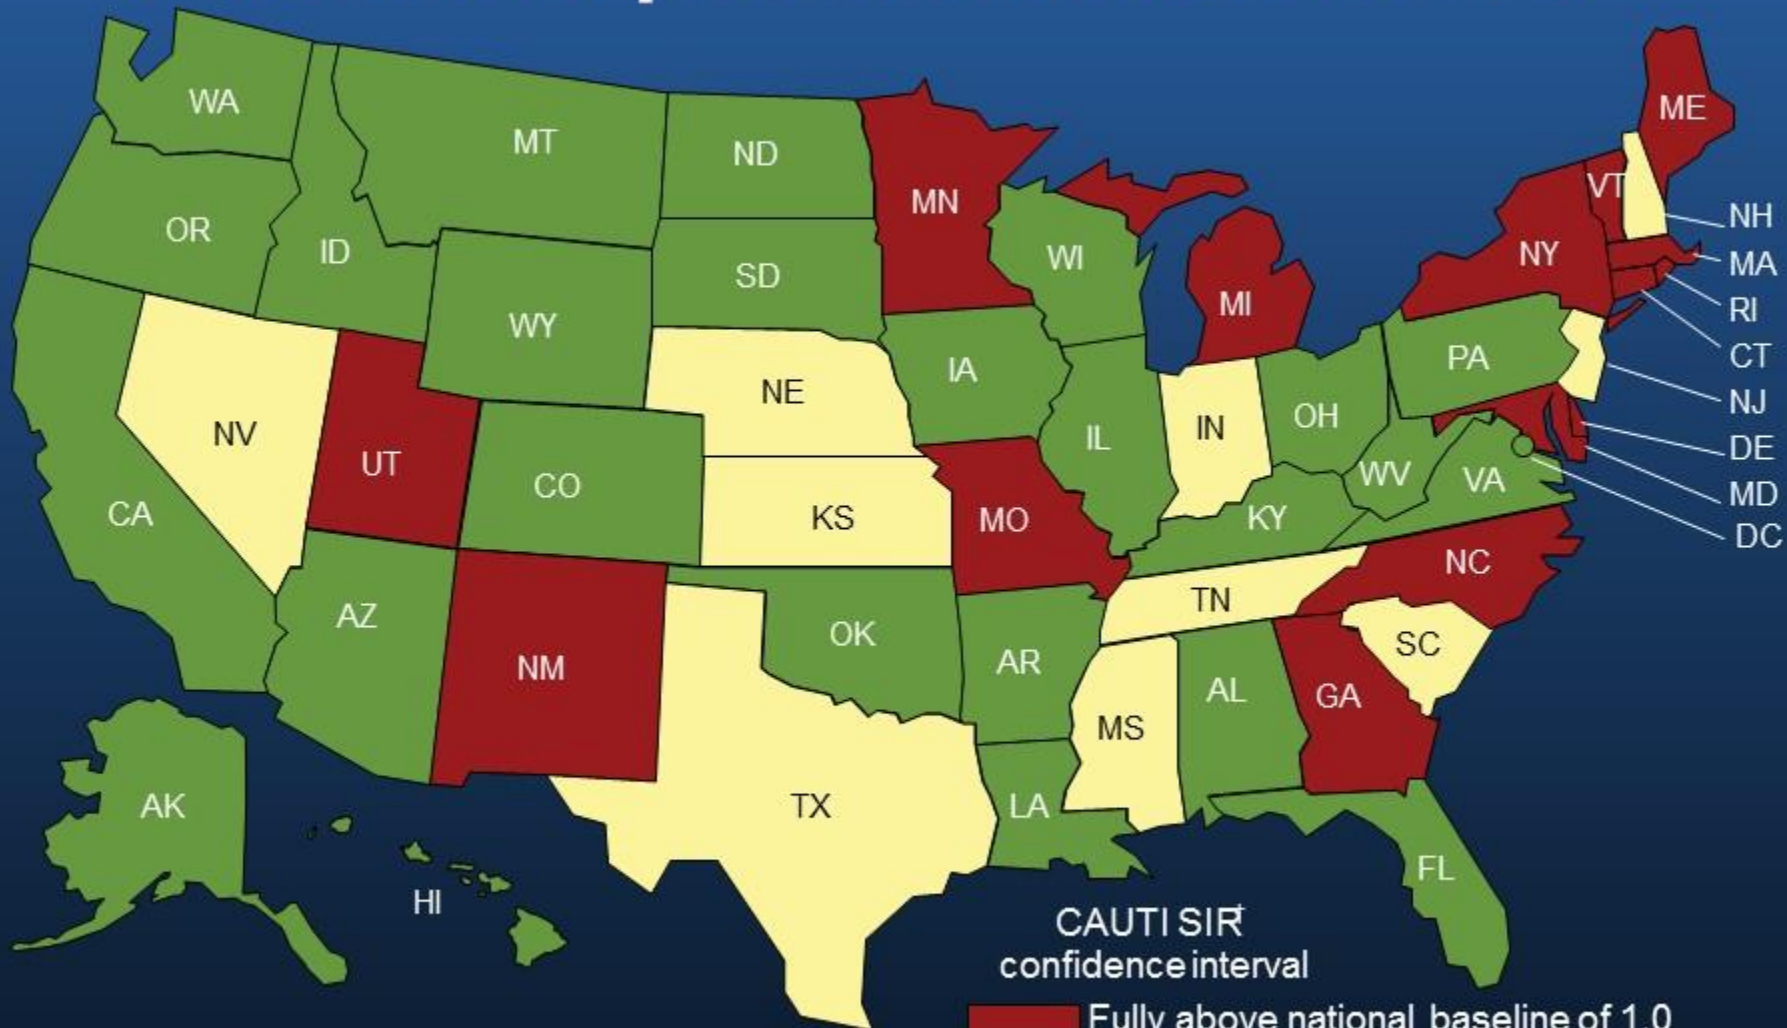 WA
MT
ND
MN
ME
VT
OR
ID
SD
WI
NY
NH
MA
RI
CT
NJ
DE
MD
DC
WY
MI
PA
IA
NE
NV
UT
CO
IL
IN
OH
WV
VA
CA
KS
MO
KY
NC
TN
AZ
NM
OK
AR
SC
MS
AL
GA
AK
TX
LA
FL
HI
CAUTI SIR†
confidence interval
Fully above national baseline of 1.0